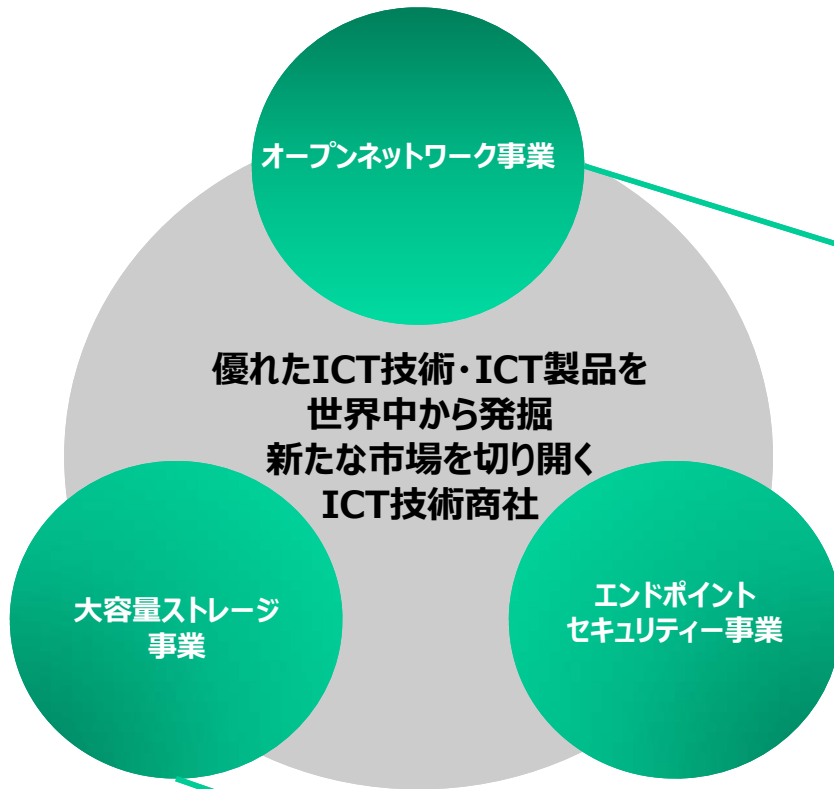 オープンネットワーク事業
優れたICT技術・ICT製品を
世界中から発掘
新たな市場を切り開く
ICT技術商社
大容量ストレージ
事業
エンドポイント
セキュリティー事業